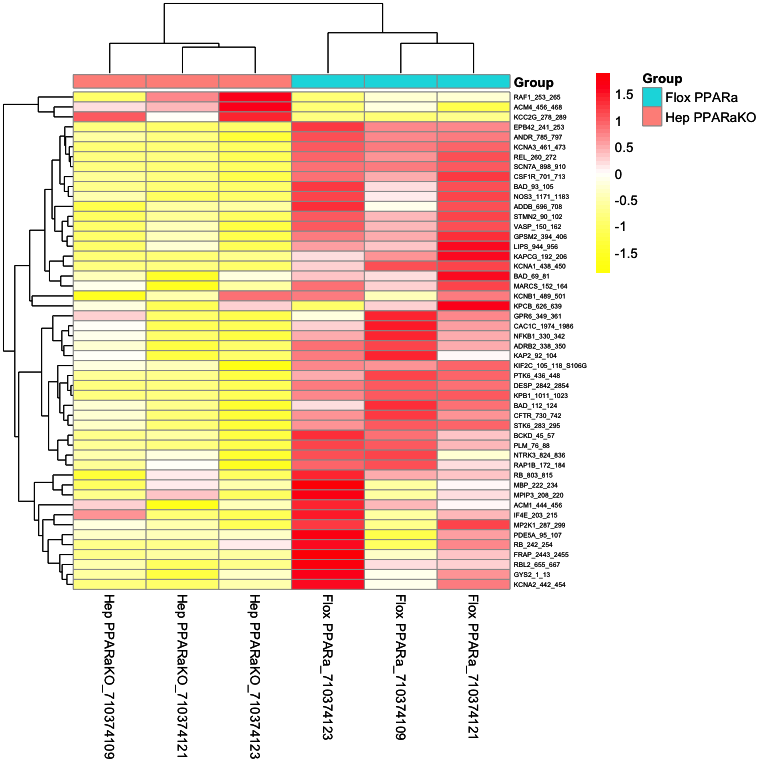 Group
RAF1_253_265
ACM4_456_468
KCC2G_278_289
EPB42_241_253
ANDR_785_797
KCNA3_461_473
REL_260_272
SCN7A_898_910
CSF1R_701_713
BAD_93_105
NOS3_1171_1183
ADDB_696_708
STMN2_90_102
VASP_150_162
GPSM2_394_406
LIPS_944_956
KAPCG_192_206
KCNA1_438_450
BAD_69_81
MARCS_152_164
KCNB1_489_501
KPCB_626_639
GPR6_349_361
CAC1C_1974_1986
NFKB1_330_342
ADRB2_338_350
KAP2_92_104
KIF2C_105_118_S106G
PTK6_436_448
DESP_2842_2854
KPB1_1011_1023
BAD_112_124
CFTR_730_742
STK6_283_295
BCKD_45_57
PLM_76_88
NTRK3_824_836
RAP1B_172_184
RB_803_815
MBP_222_234
MPIP3_208_220
ACM1_444_456
IF4E_203_215
MP2K1_287_299
PDE5A_95_107
RB_242_254
FRAP_2443_2455
RBL2_655_667
GYS2_1_13
KCNA2_442_454
Hep PPARaKO_710374109
Hep PPARaKO_710374121
Hep PPARaKO_710374123
Flox PPARa_710374123
Flox PPARa_710374109
Flox PPARa_710374121
1.5
1
0.5
0
-0.5
-1
-1.5
Group
Flox PPARa
Hep PPARaKO